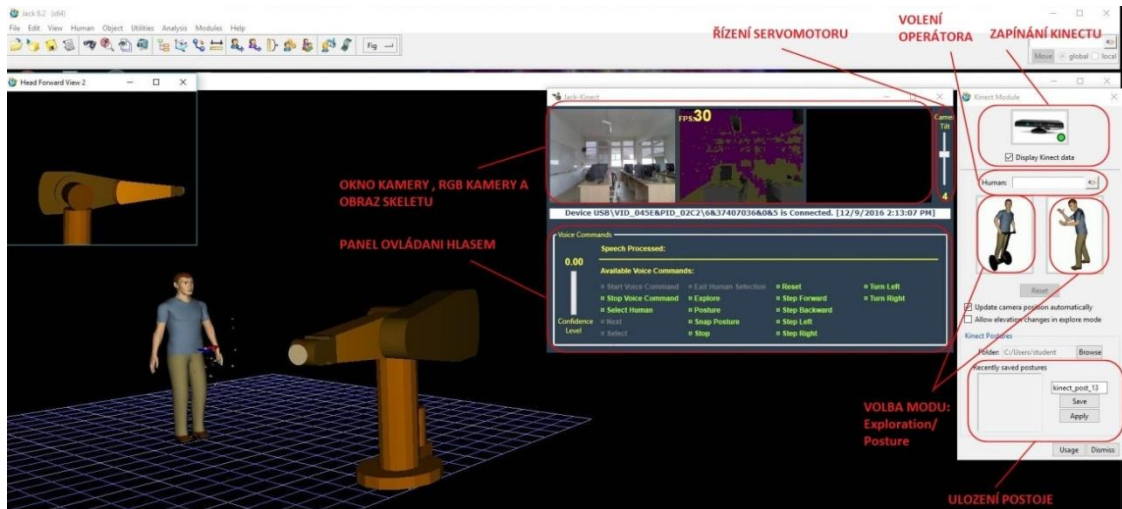 Jack 8.2 (x64)
File Edit View Human Object Utilities Analysis Modules Help
Fig
Move global local
ŘÍZENÍ SERVOMOTORU
VOLENÍ
OPERÁTORA
ZAPÍNÁNÍ KINECTU
Head Forward View 2
Jack-Kinect
FPS:30
Camera
Tilt
4
Device USB\VID_045E&PID_02C2\6&37407036&0&5 is Connected. [12/9/2016 2:13:07 PM]
OKNO KAMERY , RGB KAMERY A
OBRAZ SKELETU
PANEL OVLÁDANI HLASEM
Voice Commands
Speech Processed:
0.00
Available Voice Commands:
Start Voice Command Exit Human Selection Reset Turn Left
Stop Voice Command Explore Step Forward Turn Right
Select Human Posture Step Backward
Next Snap Posture Step Left
Select Stop Step Right
Confidence
Level
Kinect Module
Display Kinect data
Human:
Reset
Update camera position automatically
Allow elevation changes in explore mode
Kinect Postures
Folder: C:/Users/student Browse
Recently saved postures
kinect_post_13
Save
Apply
Usage Dismiss
VOLBA MODU:
Exploration/
Posture
ULOZENÍ POSTOJE